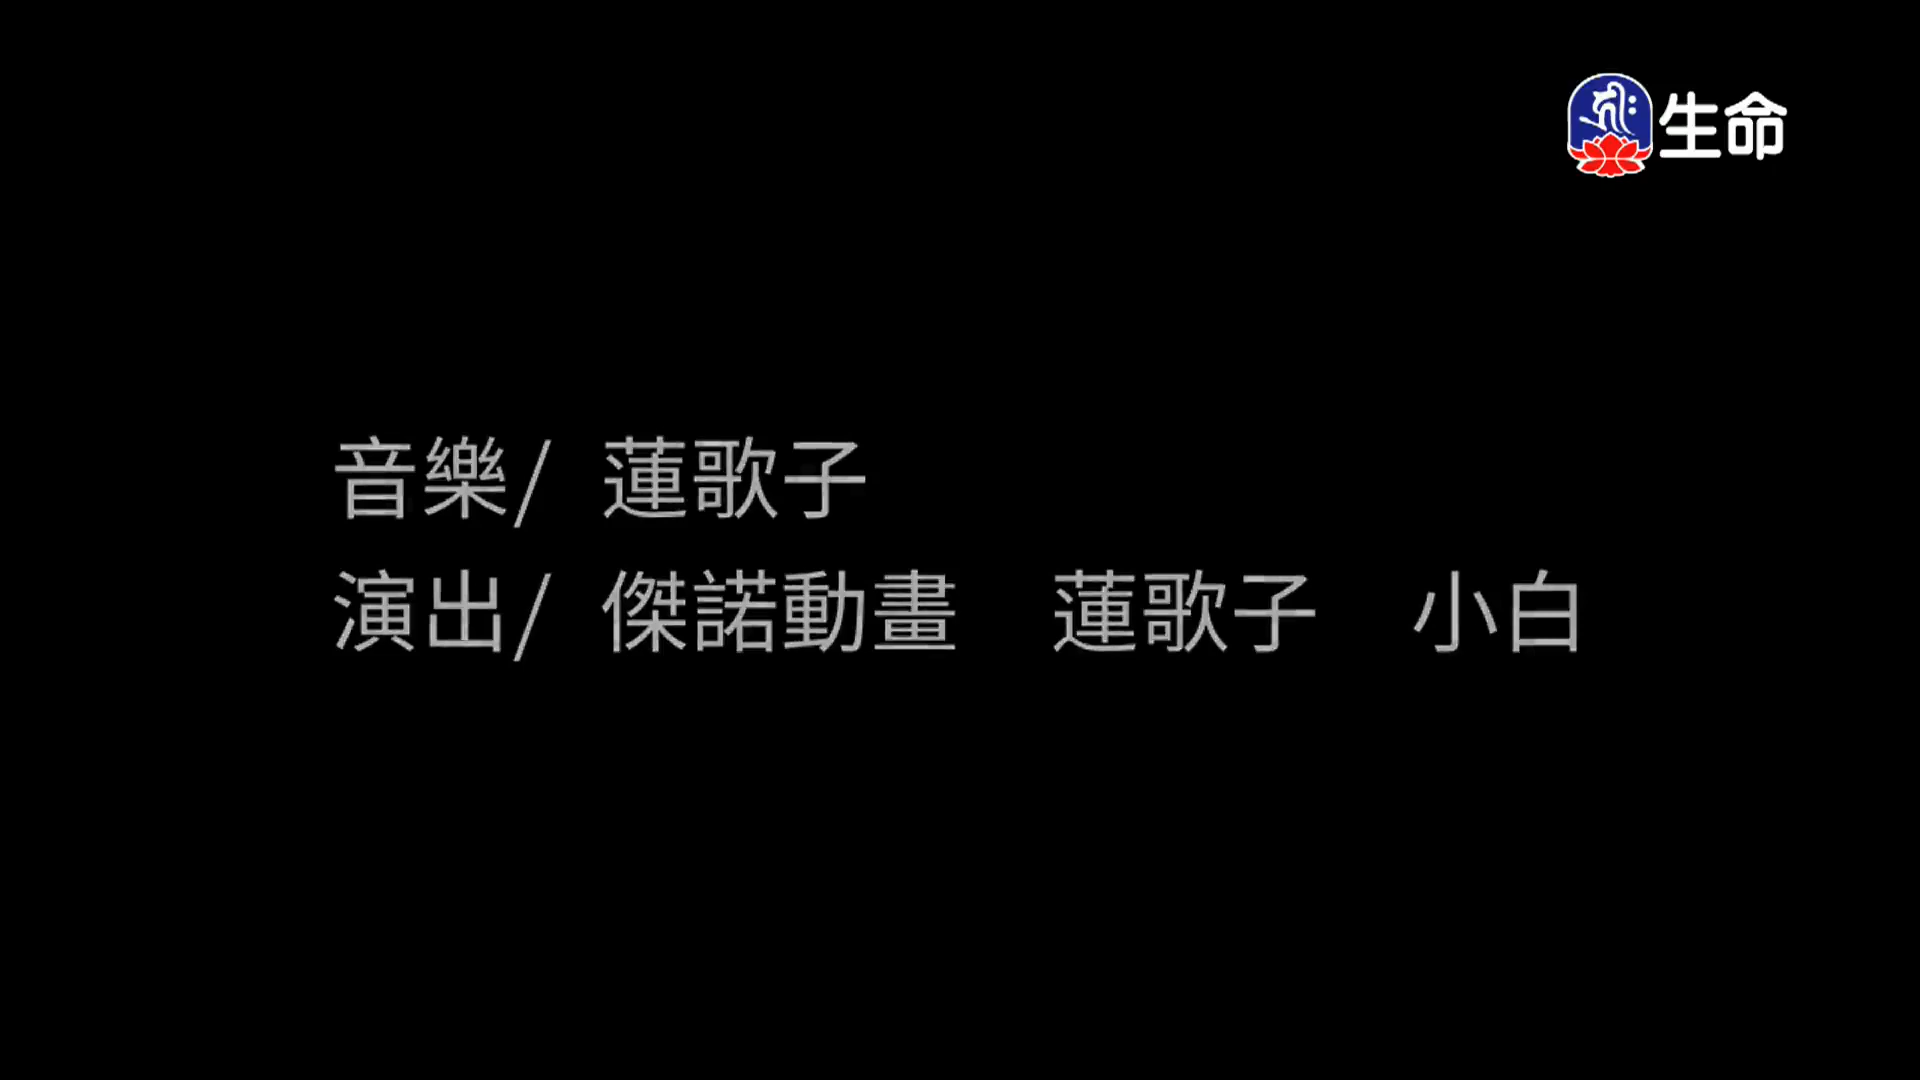 生命
音樂/ 蓮歌子
演出/ 傑諾動畫　蓮歌子　小白